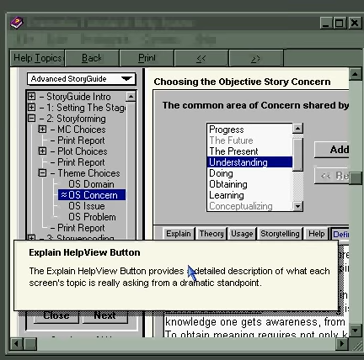 Help Topics
Back
Print
<<
>>
Advanced StoryGuide
StoryGuide Intro
1: Setting The Stag
2: Storyforming
MC Choices
Print Report
Plot Choices
Print Report
Theme Choices
OS Domain
≈OS Concern
OS Issue
OS Problem
Print Report
3: Storyencoding
Close
Next
Choosing the Objective Story Concern
The common area of Concern shared by
Progress
The Future
The Present
Understanding
Doing
Obtaining
Learning
Conceptualizing
Add
<< Re
Explain
Theory
Usage
Storytelling
Help
Defin
Explain HelpView Button
The Explain HelpView Button provides a detailed description of what each
screen's topic is really asking from a dramatic standpoint.
knowledge one gets awareness, from
To obtain meaning requires not only k